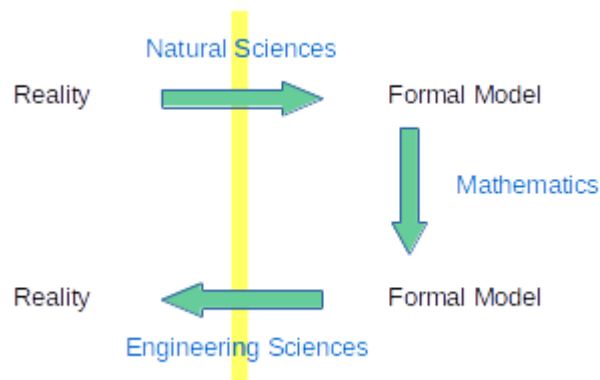 Natural Sciences
Reality
Formal Model
Mathematics
Reality
Formal Model
Engineering Sciences